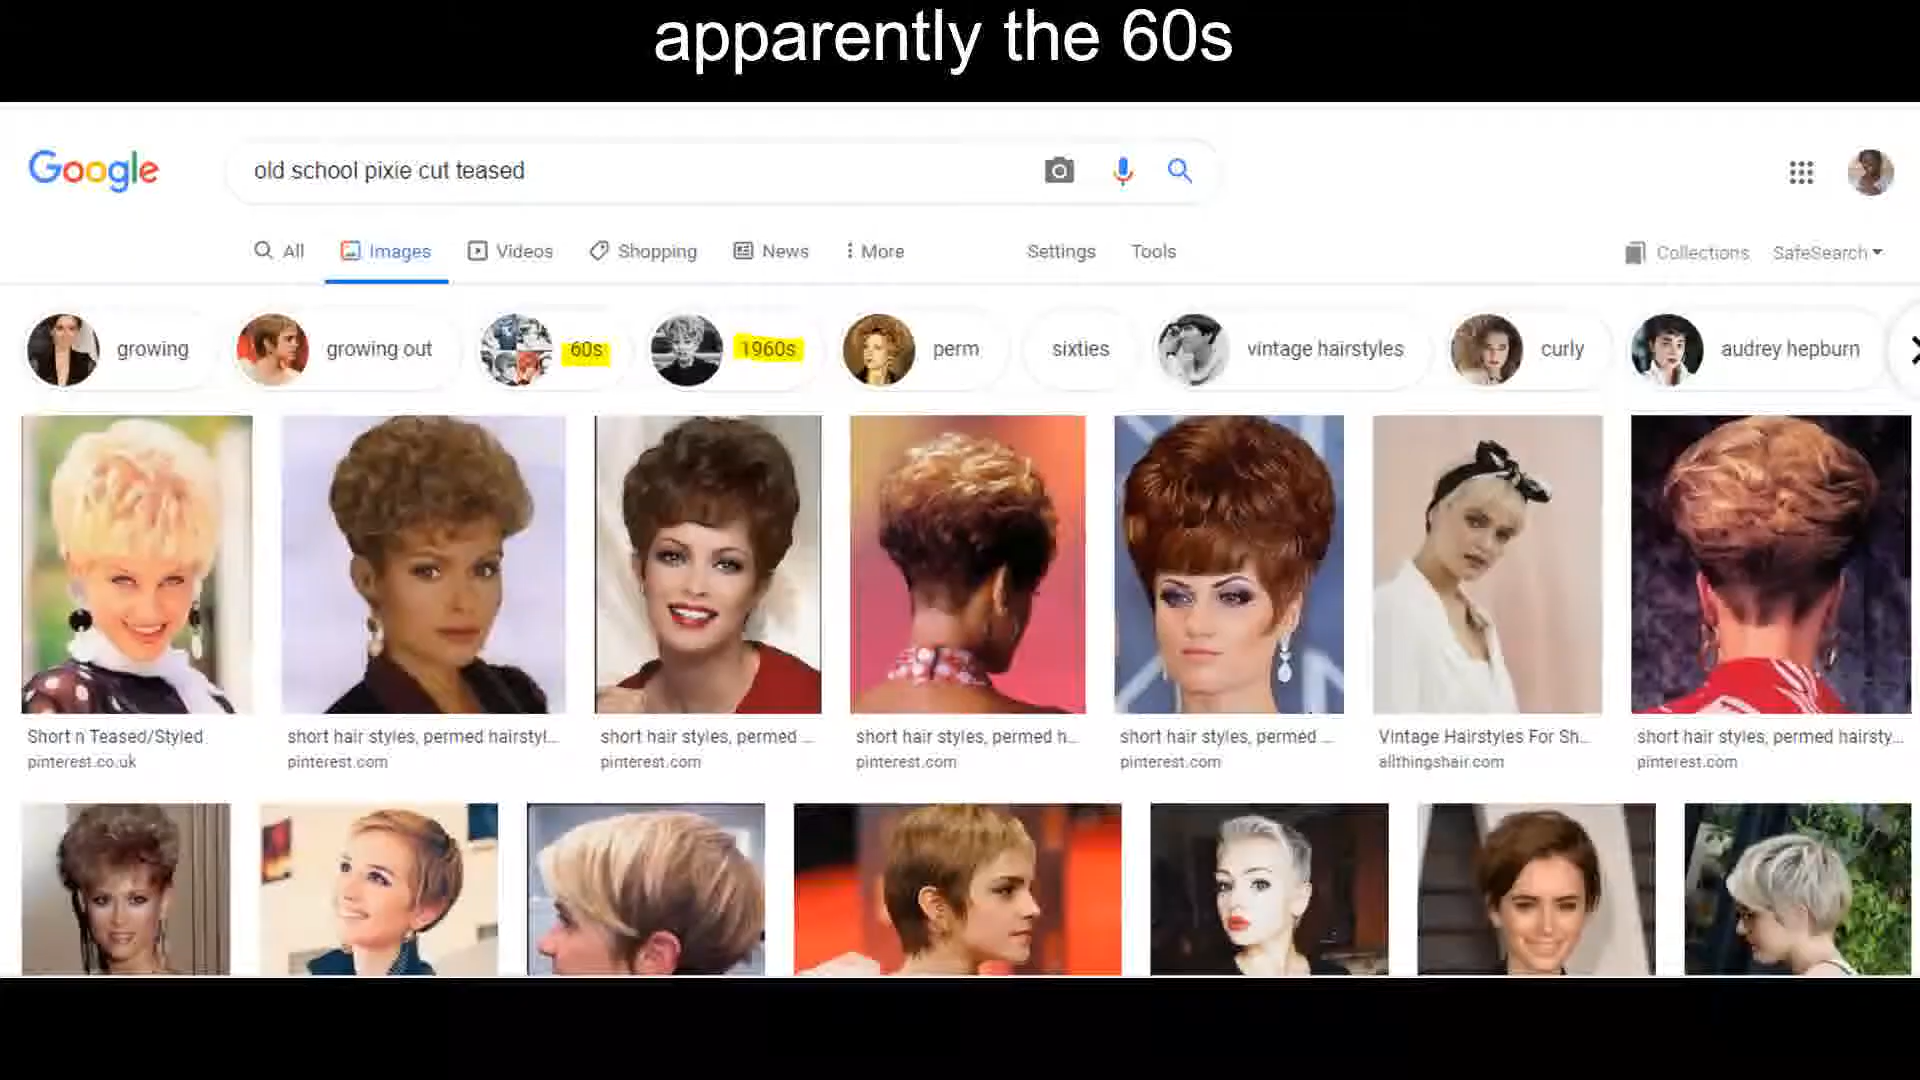 apparently the 60s
Google
old school pixie cut teased
All Images Videos Shopping News More Settings Tools Collections SafeSearch
growing growing out 60s 1960s perm sixties vintage hairstyles curly audrey hepburn
Short n Teased/Styled
pinterest.co.uk
short hair styles, permed hairstyl...
pinterest.com
short hair styles, permed ...
pinterest.com
short hair styles, permed h...
pinterest.com
short hair styles, permed ...
pinterest.com
Vintage Hairstyles For Sh...
allthingshair.com
short hair styles, permed hairsty...
pinterest.com